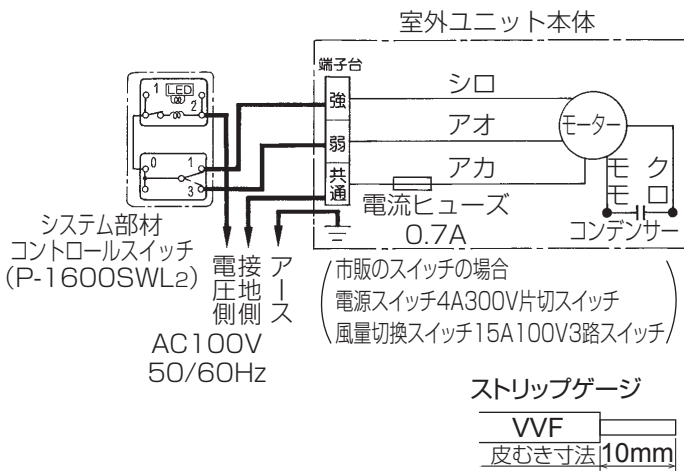 室外ユニット本体
端子台
1
LED
2
強
シロ
弱
アオ
モーター
0
1
3
共通
アカ
電流ヒューズ
0.7A
モモ
クロ
コンデンサー
システム部材
コントロールスイッチ
(P-1600SWL2)
電圧側
接地側
アース
AC100V
50/60Hz
市販のスイッチの場合
電源スイッチ4A300V片切スイッチ
風量切換スイッチ15A100V3路スイッチ
ストリップゲージ
VVF
皮むき寸法 10mm